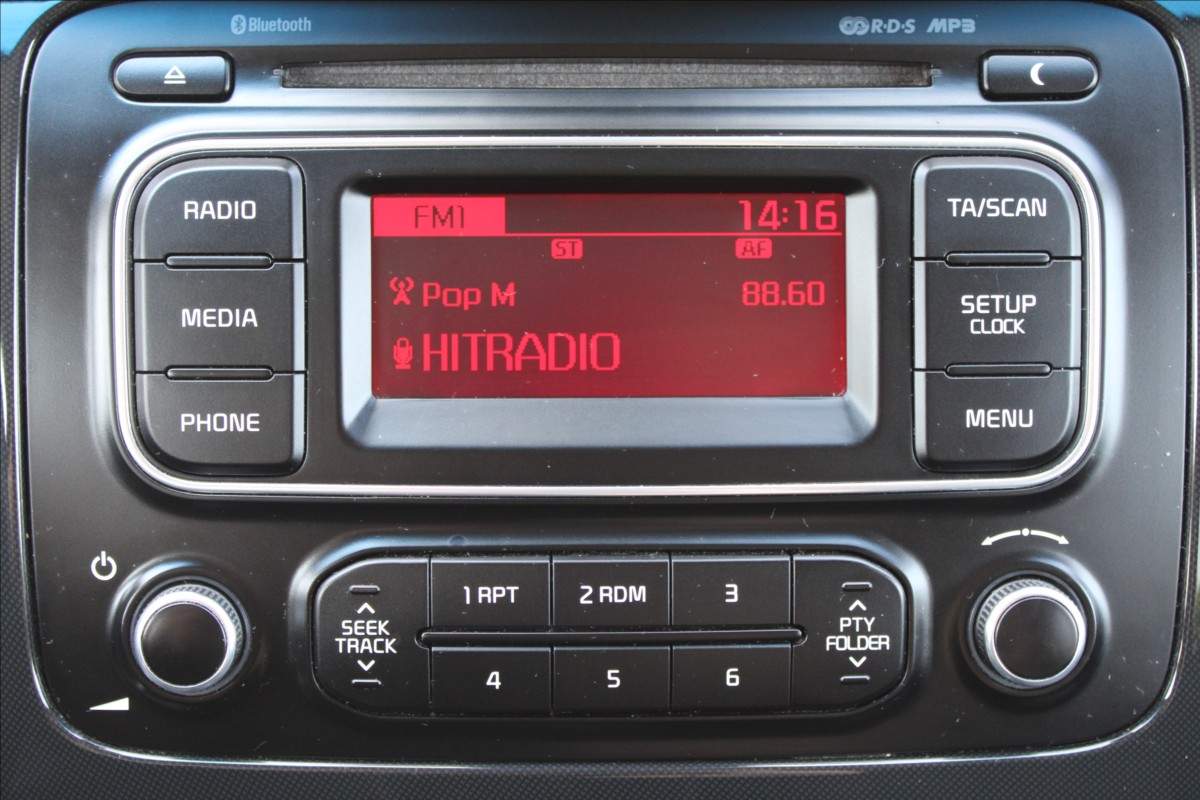 Bluetooth
R·D·S MP3
RADIO
MEDIA
PHONE
FM1 14:16
ST AF
Pop M 88.60
HITRADIO
TA/SCAN
SETUP
CLOCK
MENU
SEEK
TRACK
1 RPT 2 RDM 3
4 5 6
PTY
FOLDER